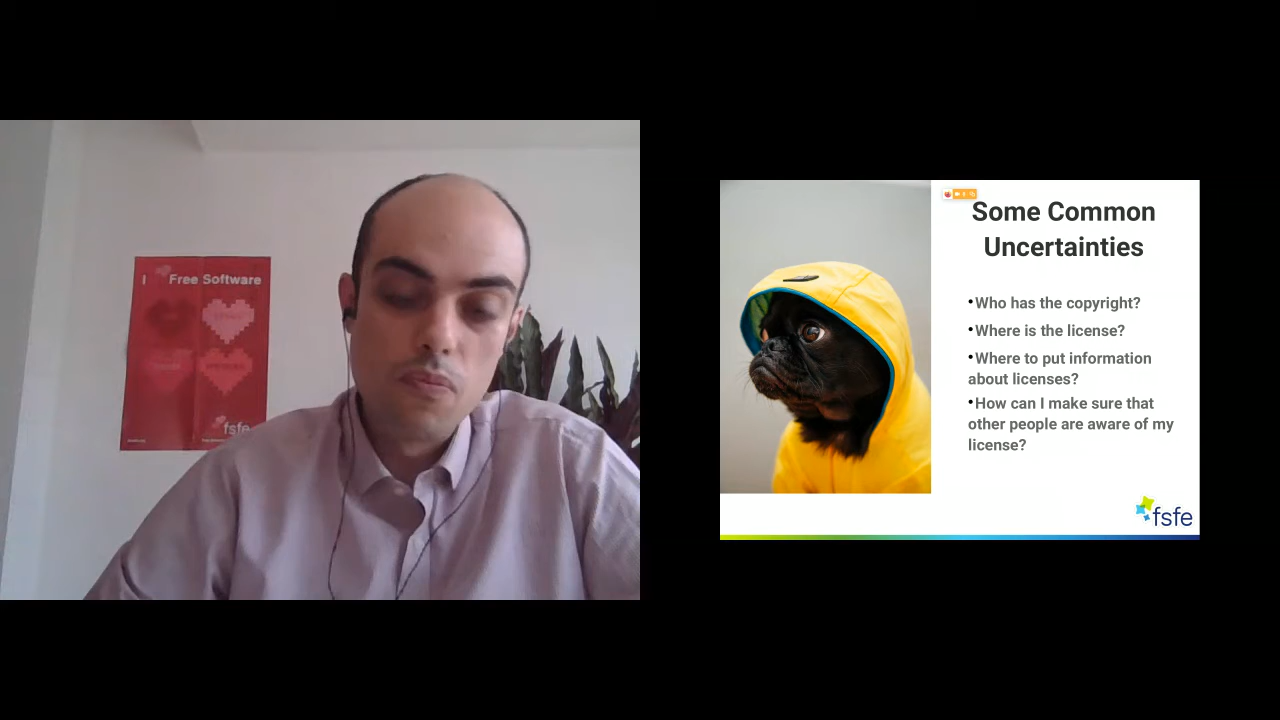 I Free Software
fsfe
Some Common
Uncertainties
•Who has the copyright?
•Where is the license?
•Where to put information
about licenses?
•How can I make sure that
other people are aware of my
license?
fsfe